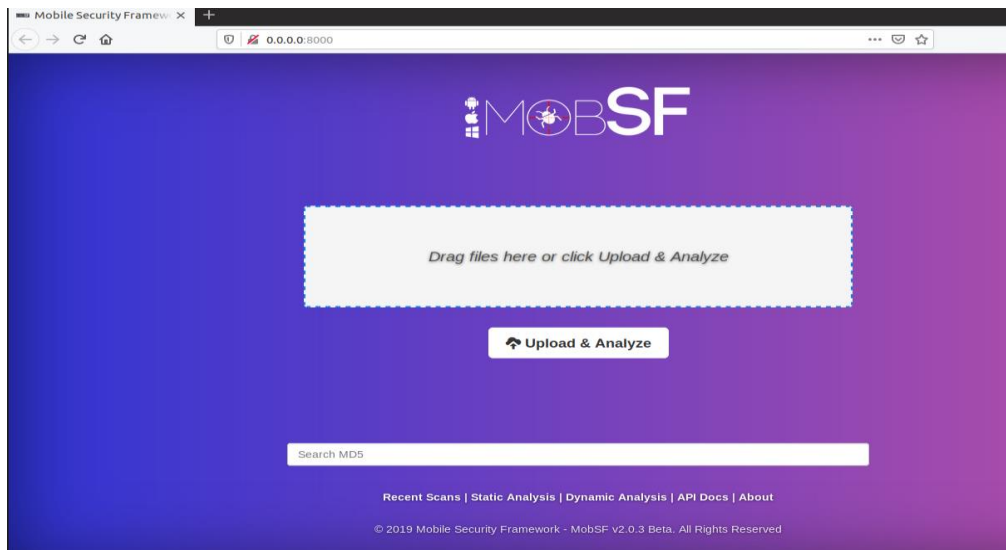 Mobile Security Framew
0.0.0.0:8000
MOBSF
Drag files here or click Upload & Analyze
Upload & Analyze
Search MD5
Recent Scans | Static Analysis | Dynamic Analysis | API Docs | About
© 2019 Mobile Security Framework - MobSF v2.0.3 Beta. All Rights Reserved